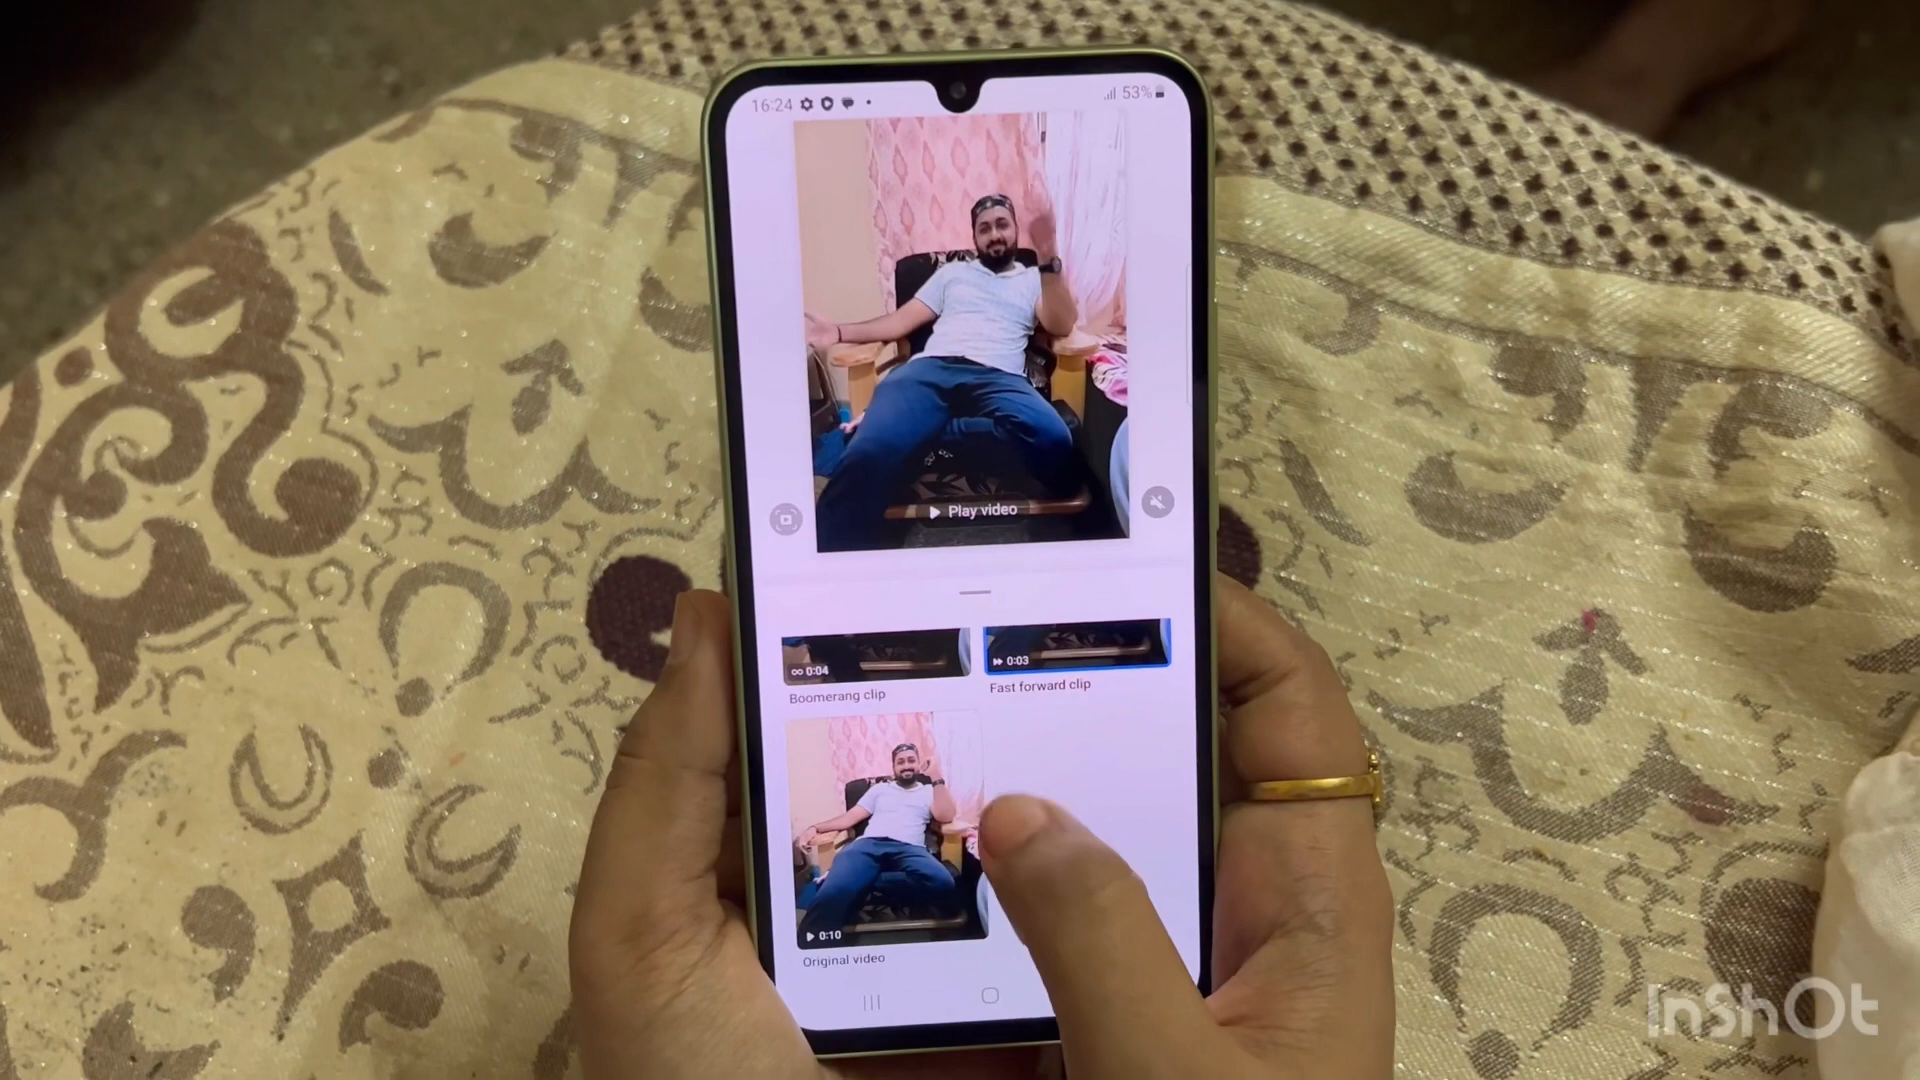 16:24
53%
Play video
0:04
0:03
Boomerang clip
Fast forward clip
0:10
Original video
InShOt